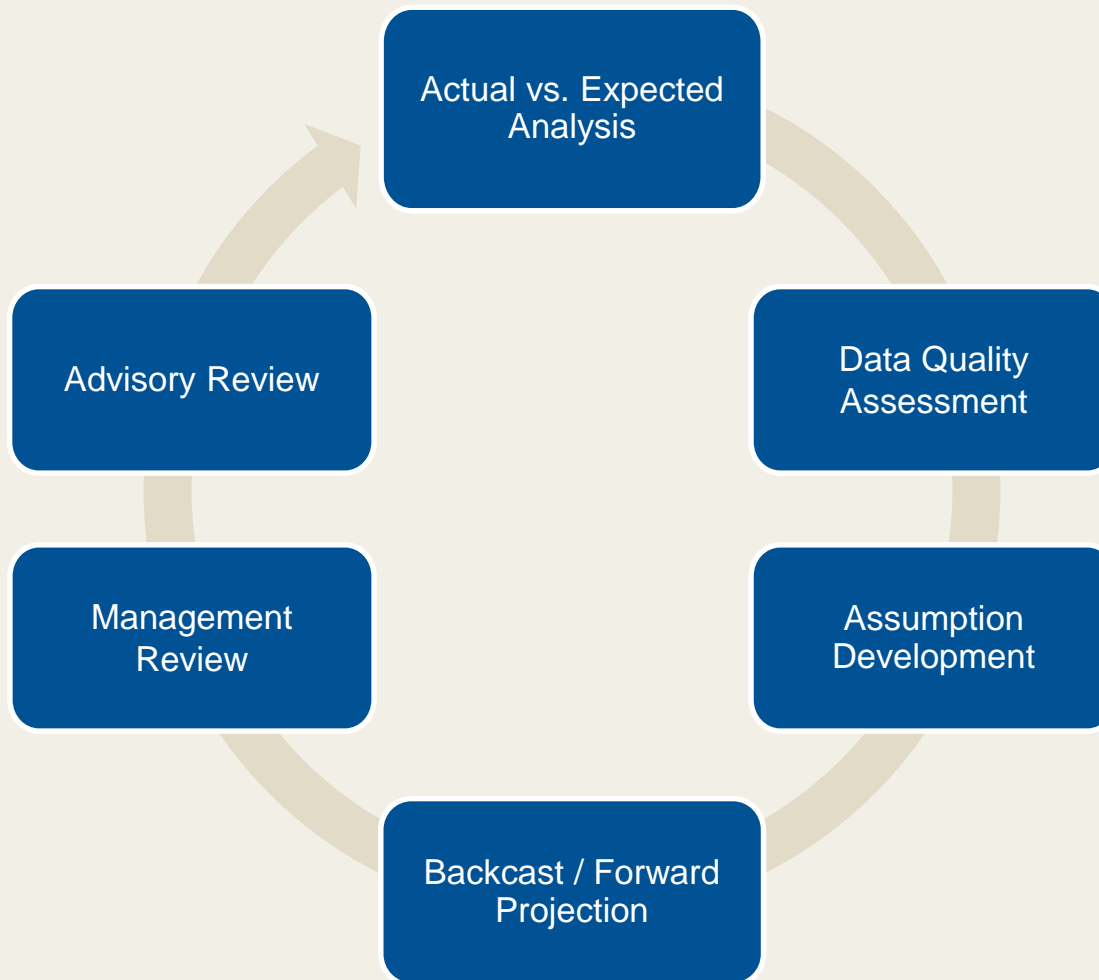 Actual vs. Expected
Analysis
Data Quality
Assessment
Assumption
Development
Backcast / Forward
Projection
Management
Review
Advisory Review